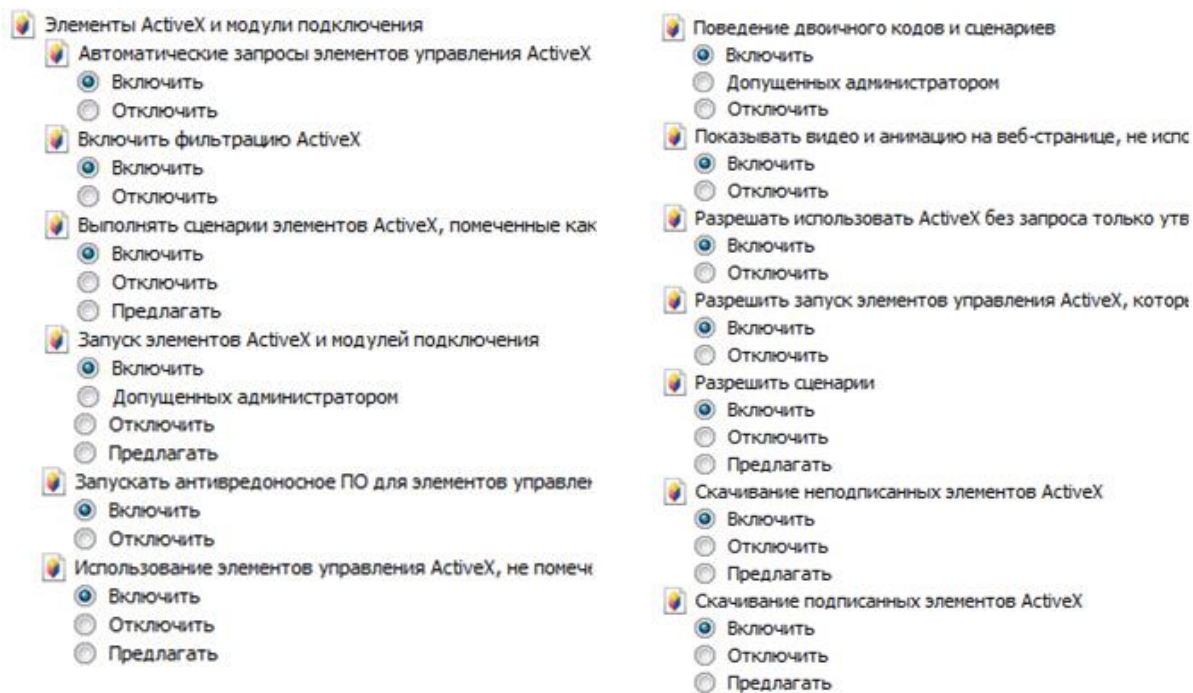 Элементы ActiveX и модули подключения
Автоматические запросы элементов управления ActiveX
Включить
Отключить
Включить фильтрацию ActiveX
Включить
Отключить
Выполнять сценарии элементов ActiveX, помеченные как
Включить
Отключить
Предлагать
Запуск элементов ActiveX и модулей подключения
Включить
Допущенных администратором
Отключить
Предлагать
Запускать антивредоносное ПО для элементов управлен
Включить
Отключить
Использование элементов управления ActiveX, не помече
Включить
Отключить
Предлагать
Поведение двоичного кодов и сценариев
Включить
Допущенных администратором
Отключить
Показывать видео и анимацию на веб-странице, не испо
Включить
Отключить
Разрешать использовать ActiveX без запроса только утв
Включить
Отключить
Разрешить запуск элементов управления ActiveX, которы
Включить
Отключить
Разрешить сценарии
Включить
Отключить
Предлагать
Скачивание неподписанных элементов ActiveX
Включить
Отключить
Предлагать
Скачивание подписанных элементов ActiveX
Включить
Отключить
Предлагать